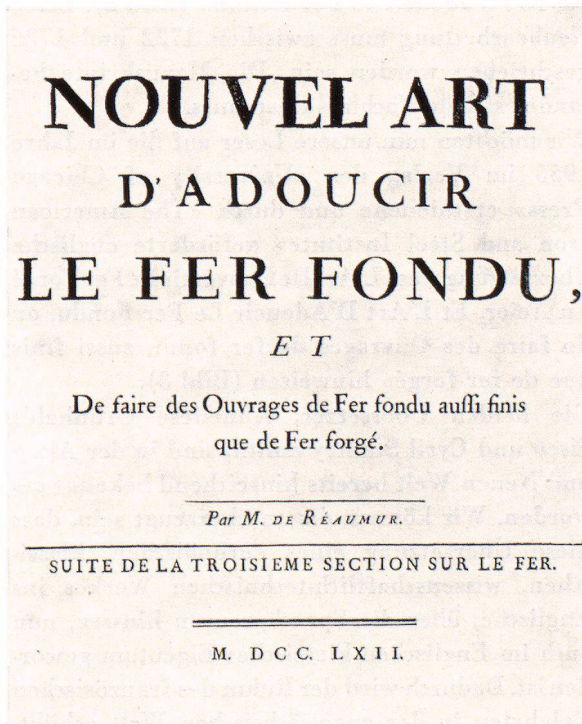 NOUVEL ART
D'ADOUCIR
LE FER FONDU,
ET
De faire des Ouvrages de Fer fondu auſſi finis
que de Fer forgé.
Par M. DE RÉAUMUR.
SUITE DE LA TROISIEME SECTION SUR LE FER.
M. DCC. LXII.